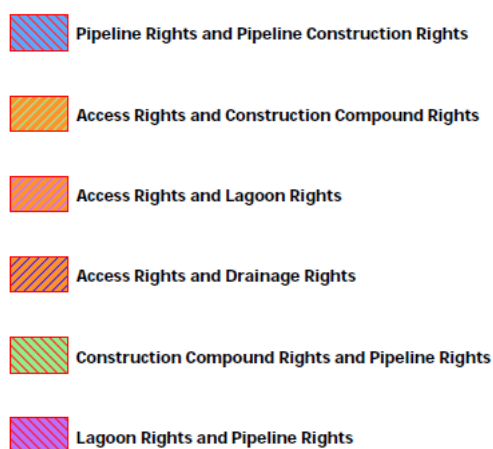 Pipeline Rights and Pipeline Construction Rights
Access Rights and Construction Compound Rights
Access Rights and Lagoon Rights
Access Rights and Drainage Rights
Construction Compound Rights and Pipeline Rights
Lagoon Rights and Pipeline Rights